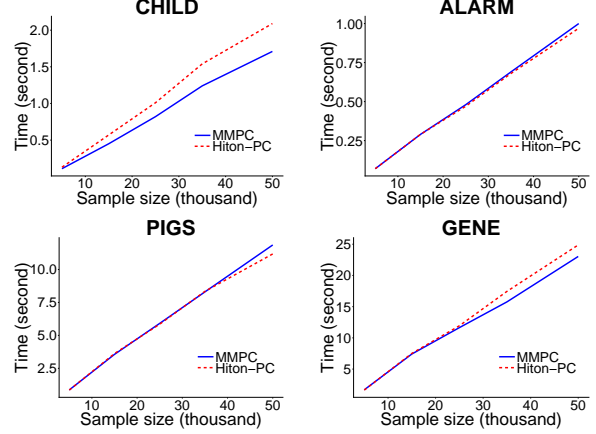 CHILD
Time (second)
2.0
1.5
1.0
0.5
MMPC
Hiton−PC
10 20 30 40 50
Sample size (thousand)
ALARM
Time (second)
1.00
0.75
0.50
0.25
MMPC
Hiton−PC
10 20 30 40 50
Sample size (thousand)
PIGS
Time (second)
10.0
7.5
5.0
2.5
MMPC
Hiton−PC
10 20 30 40 50
Sample size (thousand)
GENE
Time (second)
25
20
15
10
5
MMPC
Hiton−PC
10 20 30 40 50
Sample size (thousand)